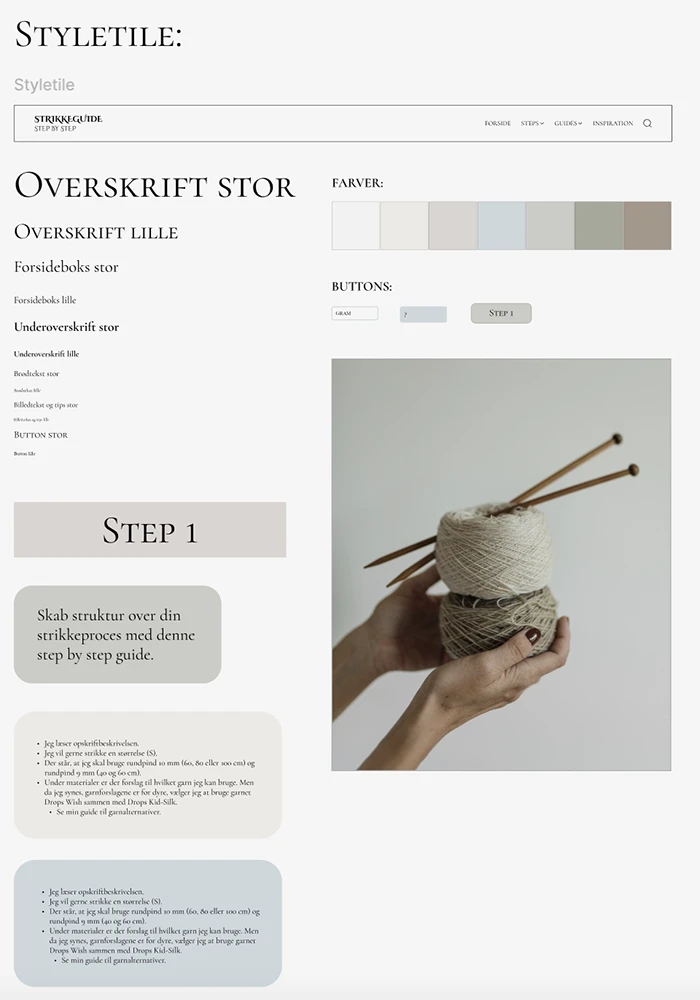 Styletile:
Styletile
STRIKKEGUIDE
STEP BY STEP
FORSIDE STEPS GUIDES INSPIRATION
Overskrift stor
Overskrift lille
Forsideboks stor
Forsideboks lille
Underoverskrift stor
Underoverskrift lille
Brødtekst stor
Brødtekst lille
Billedtekst og tips stor
Billedtekst og tips lille
Button stor
Button lille
Step 1
Skab struktur over din
strikkeproces med denne
step by step guide.
• Jeg læser opskriftbeskrivelsen.
• Jeg vil gerne strikke en størrelse (S).
• Der står, at jeg skal bruge rundpind 10 mm (60, 80 eller 100 cm) og
rundpind 9 mm (40 og 60 cm).
• Under materialer er der forslag til hvilket garn jeg kan bruge. Men
da jeg synes, garnforslagene er for dyre, vælger jeg at bruge garnet
Drops Wish sammen med Drops Kid-Silk.
• Se min guide til garnalternativer.
• Jeg læser opskriftbeskrivelsen.
• Jeg vil gerne strikke en størrelse (S).
• Der står, at jeg skal bruge rundpind 10 mm (60, 80 eller 100 cm) og
rundpind 9 mm (40 og 60 cm).
• Under materialer er der forslag til hvilket garn jeg kan bruge. Men
da jeg synes, garnforslagene er for dyre, vælger jeg at bruge garnet
Drops Wish sammen med Drops Kid-Silk.
• Se min guide til garnalternativer.
FARVER:
BUTTONS:
GRAM
?
Step 1